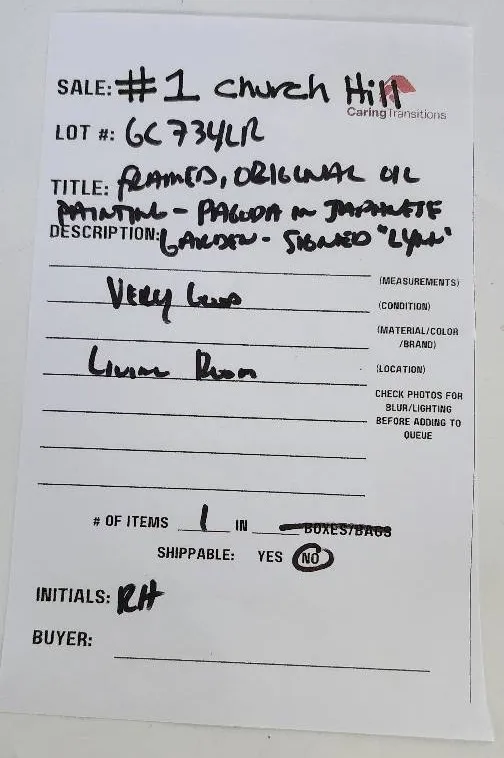 SALE: #1 Church Hill
CaringTransitions
LOT #: GC734LR
TITLE: FRAMED, ORIGINAL OIL
PAINTING - PAGODA IN JAPANESE
DESCRIPTION: GARDEN - SIGNED "LYNN"
(MEASUREMENTS)
VERY GOOD (CONDITION)
(MATERIAL/COLOR
/BRAND)
LIVING ROOM (LOCATION)
CHECK PHOTOS FOR
BLUR/LIGHTING
BEFORE ADDING TO
QUEUE
# OF ITEMS 1 IN BOXES/BAGS
SHIPPABLE: YES NO
INITIALS: RH
BUYER: